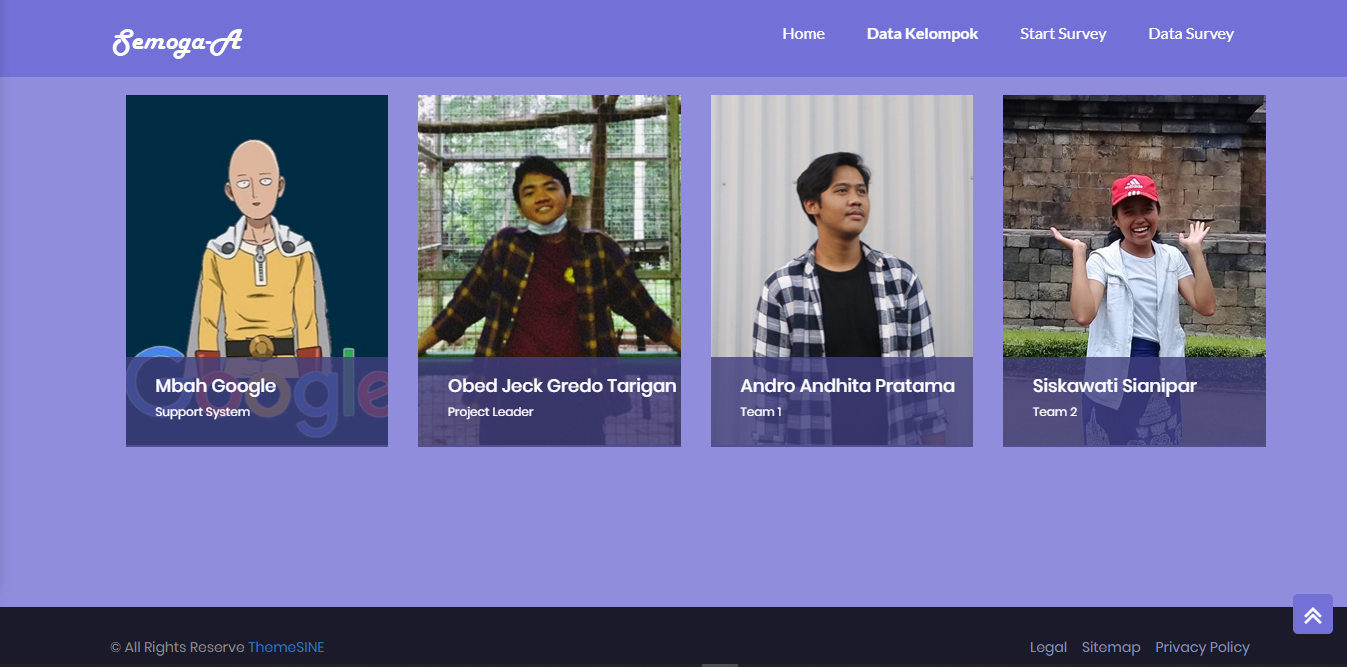 Semoga-A
Home Data Kelompok Start Survey Data Survey
Google
Mbah Google
Support System
Obed Jeck Gredo Tarigan
Project Leader
Andro Andhita Pratama
Team 1
Siskawati Sianipar
Team 2
© All Rights Reserve ThemeSINE
Legal Sitemap Privacy Policy